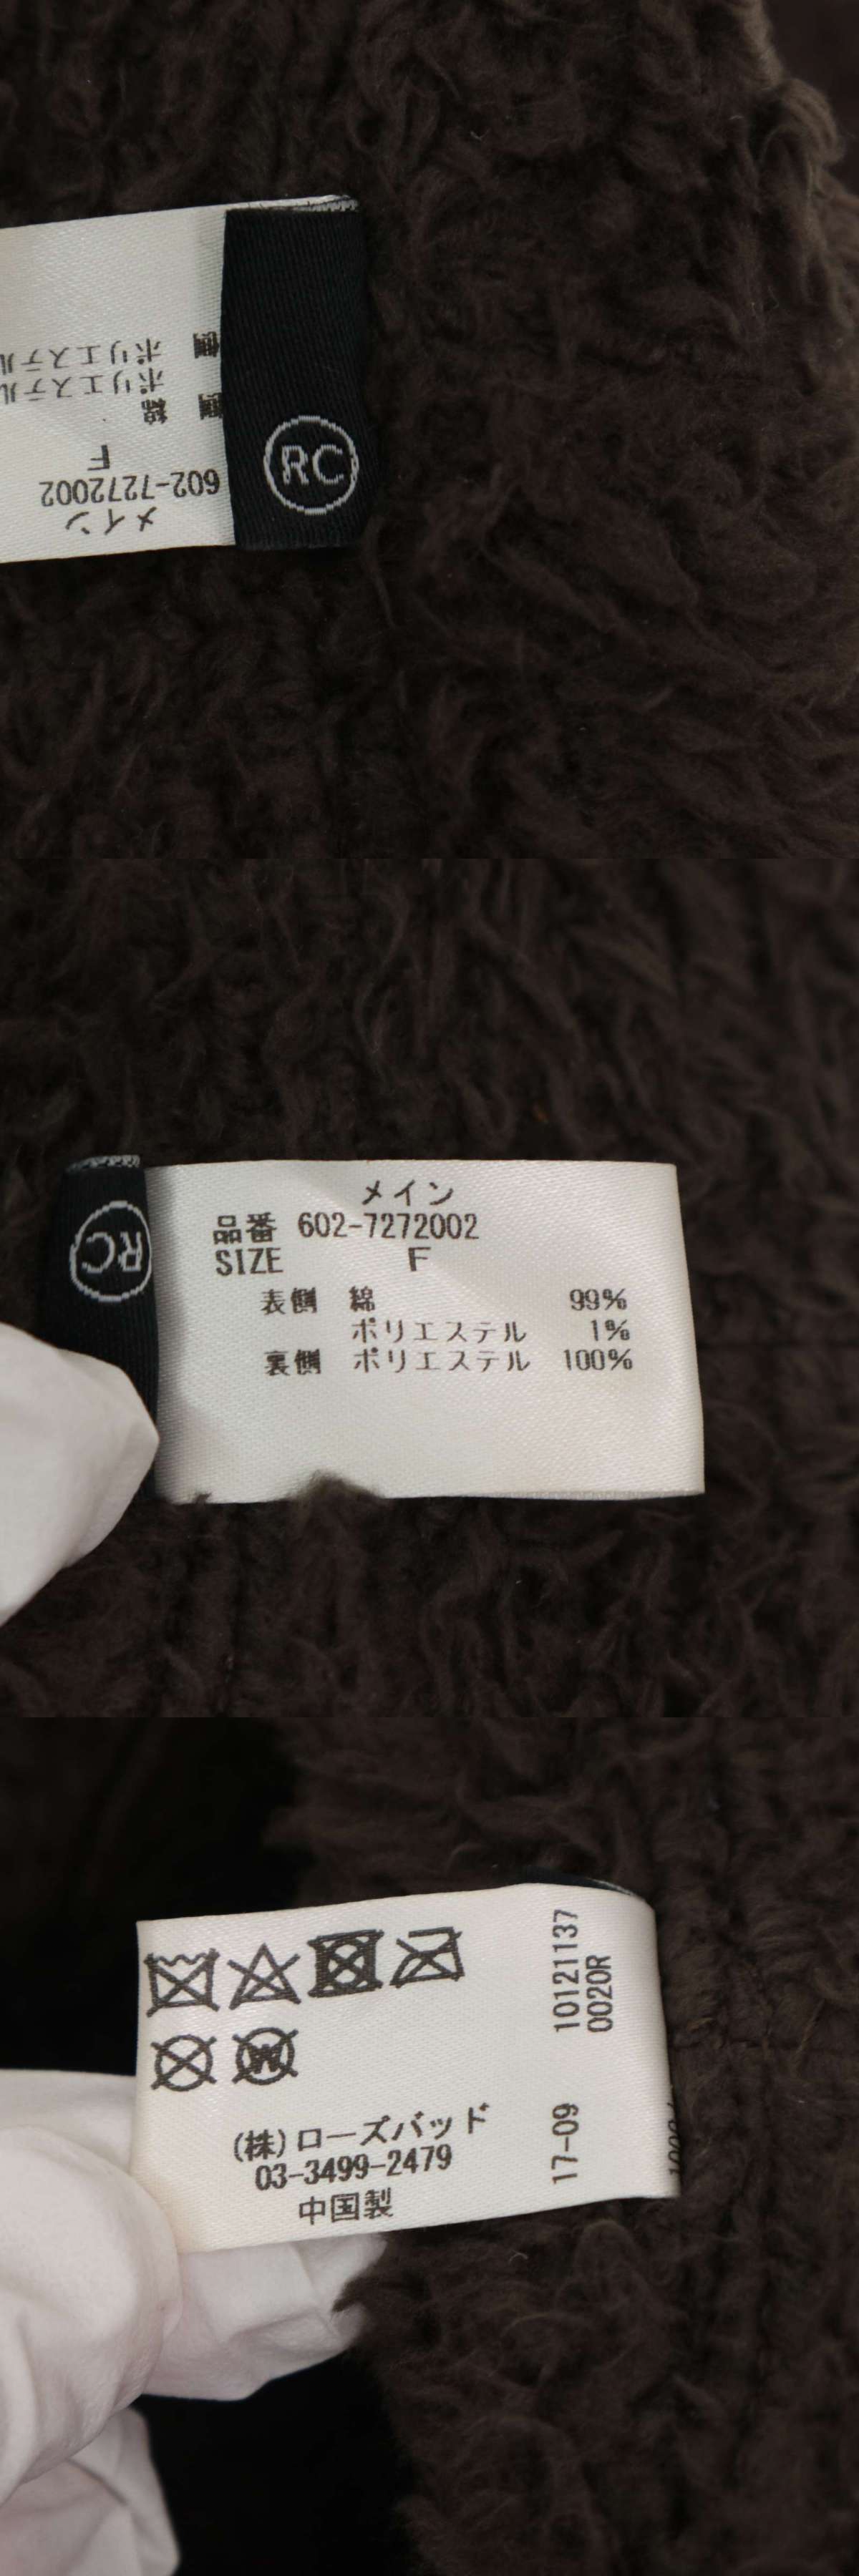 RC
メイン
602-7272002
F
綿
ポリエステル
ポリエステル
RC
メイン
品番 602-7272002
SIZE F
表側 綿 99%
ポリエステル 1%
裏側 ポリエステル 100%
10121137
0020R
17-09
W
(株)ローズバッド
03-3499-2479
中国製